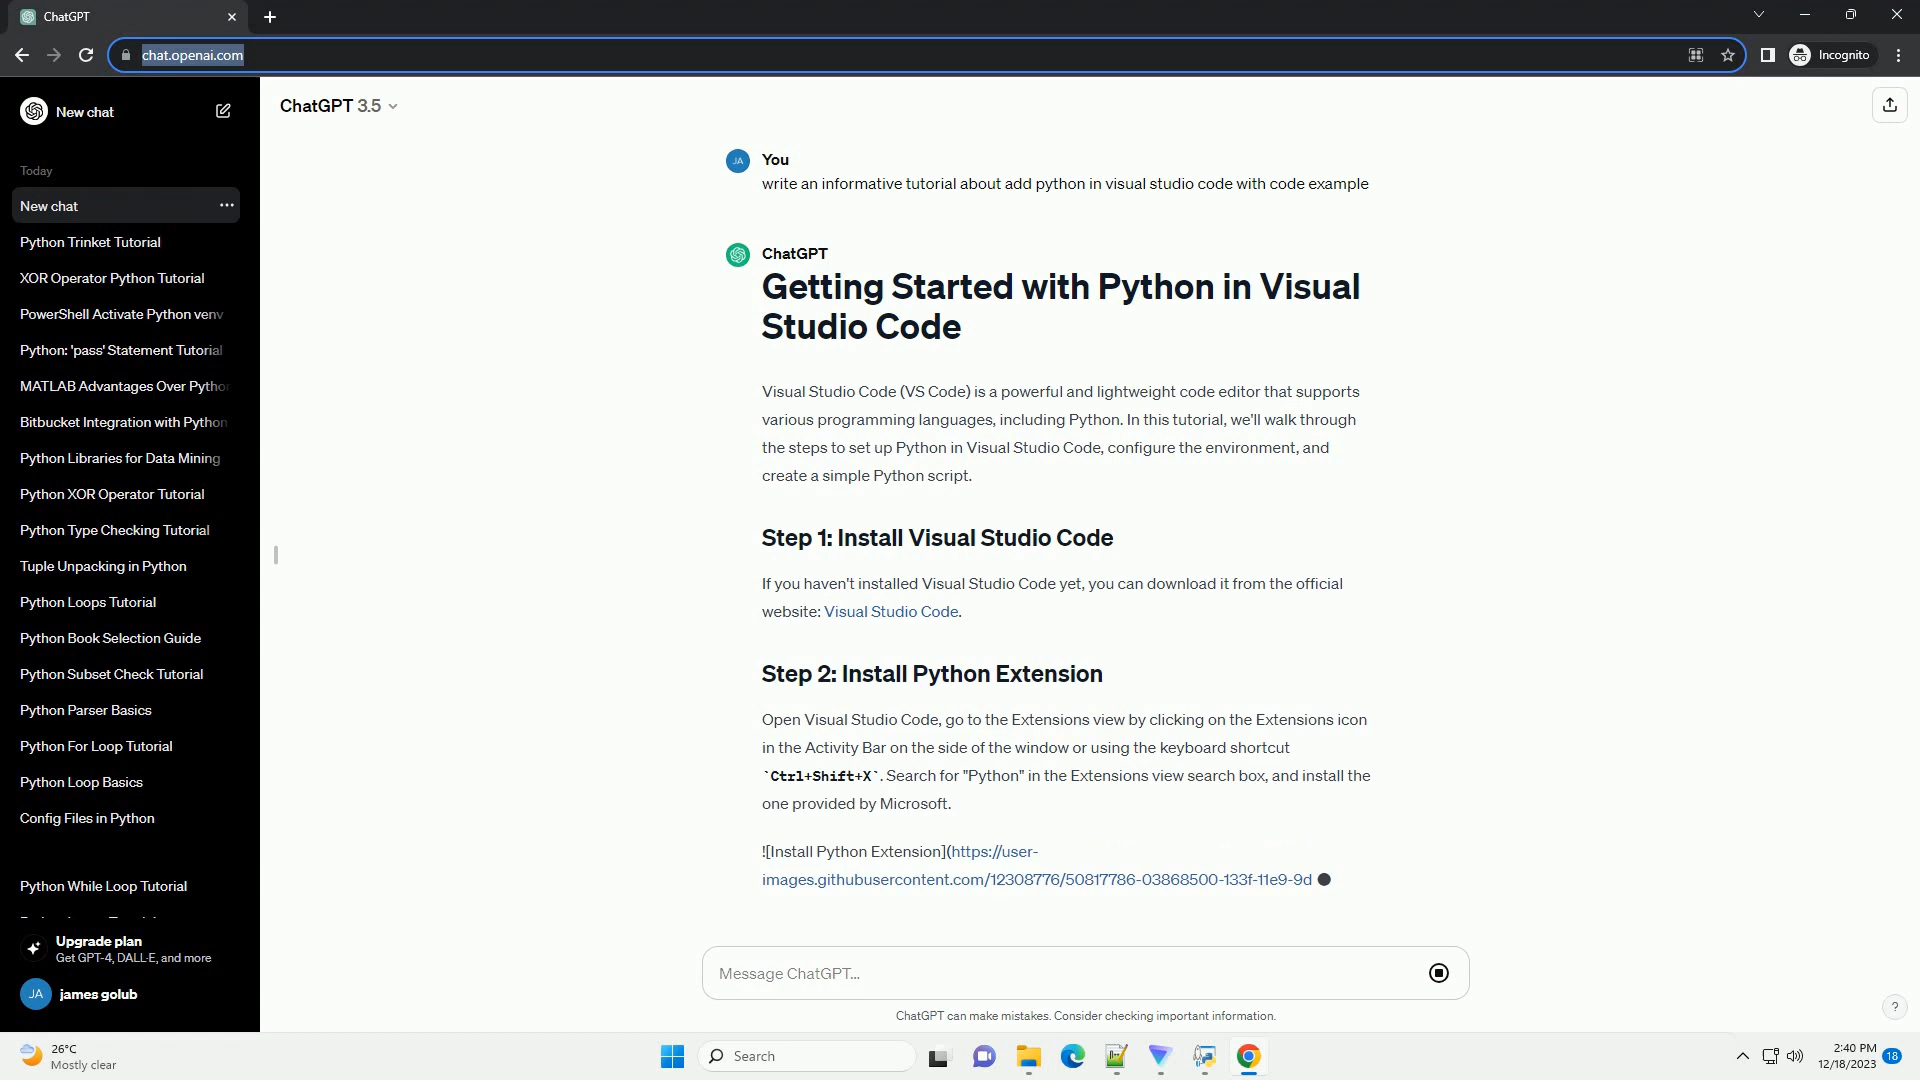 ChatGPT
chat.openai.com
Incognito
New chat
ChatGPT 3.5
Today
New chat
Python Trinket Tutorial
XOR Operator Python Tutorial
PowerShell Activate Python venv
Python: 'pass' Statement Tutorial
MATLAB Advantages Over Python
Bitbucket Integration with Python
Python Libraries for Data Mining
Python XOR Operator Tutorial
Python Type Checking Tutorial
Tuple Unpacking in Python
Python Loops Tutorial
Python Book Selection Guide
Python Subset Check Tutorial
Python Parser Basics
Python For Loop Tutorial
Python Loop Basics
Config Files in Python
Python While Loop Tutorial
Upgrade plan
Get GPT-4, DALL·E, and more
JA james golub
JA You
write an informative tutorial about add python in visual studio code with code example
ChatGPT
Getting Started with Python in Visual
Studio Code
Visual Studio Code (VS Code) is a powerful and lightweight code editor that supports
various programming languages, including Python. In this tutorial, we'll walk through
the steps to set up Python in Visual Studio Code, configure the environment, and
create a simple Python script.
Step 1: Install Visual Studio Code
If you haven't installed Visual Studio Code yet, you can download it from the official
website: Visual Studio Code.
Step 2: Install Python Extension
Open Visual Studio Code, go to the Extensions view by clicking on the Extensions icon
in the Activity Bar on the side of the window or using the keyboard shortcut
`Ctrl+Shift+X`. Search for "Python" in the Extensions view search box, and install the
one provided by Microsoft.
![Install Python Extension](https://user-
images.githubusercontent.com/12308776/50817786-03868500-133f-11e9-9d
Message ChatGPT...
ChatGPT can make mistakes. Consider checking important information.
?
26°C
Mostly clear
Search
2:40 PM
12/18/2023
18